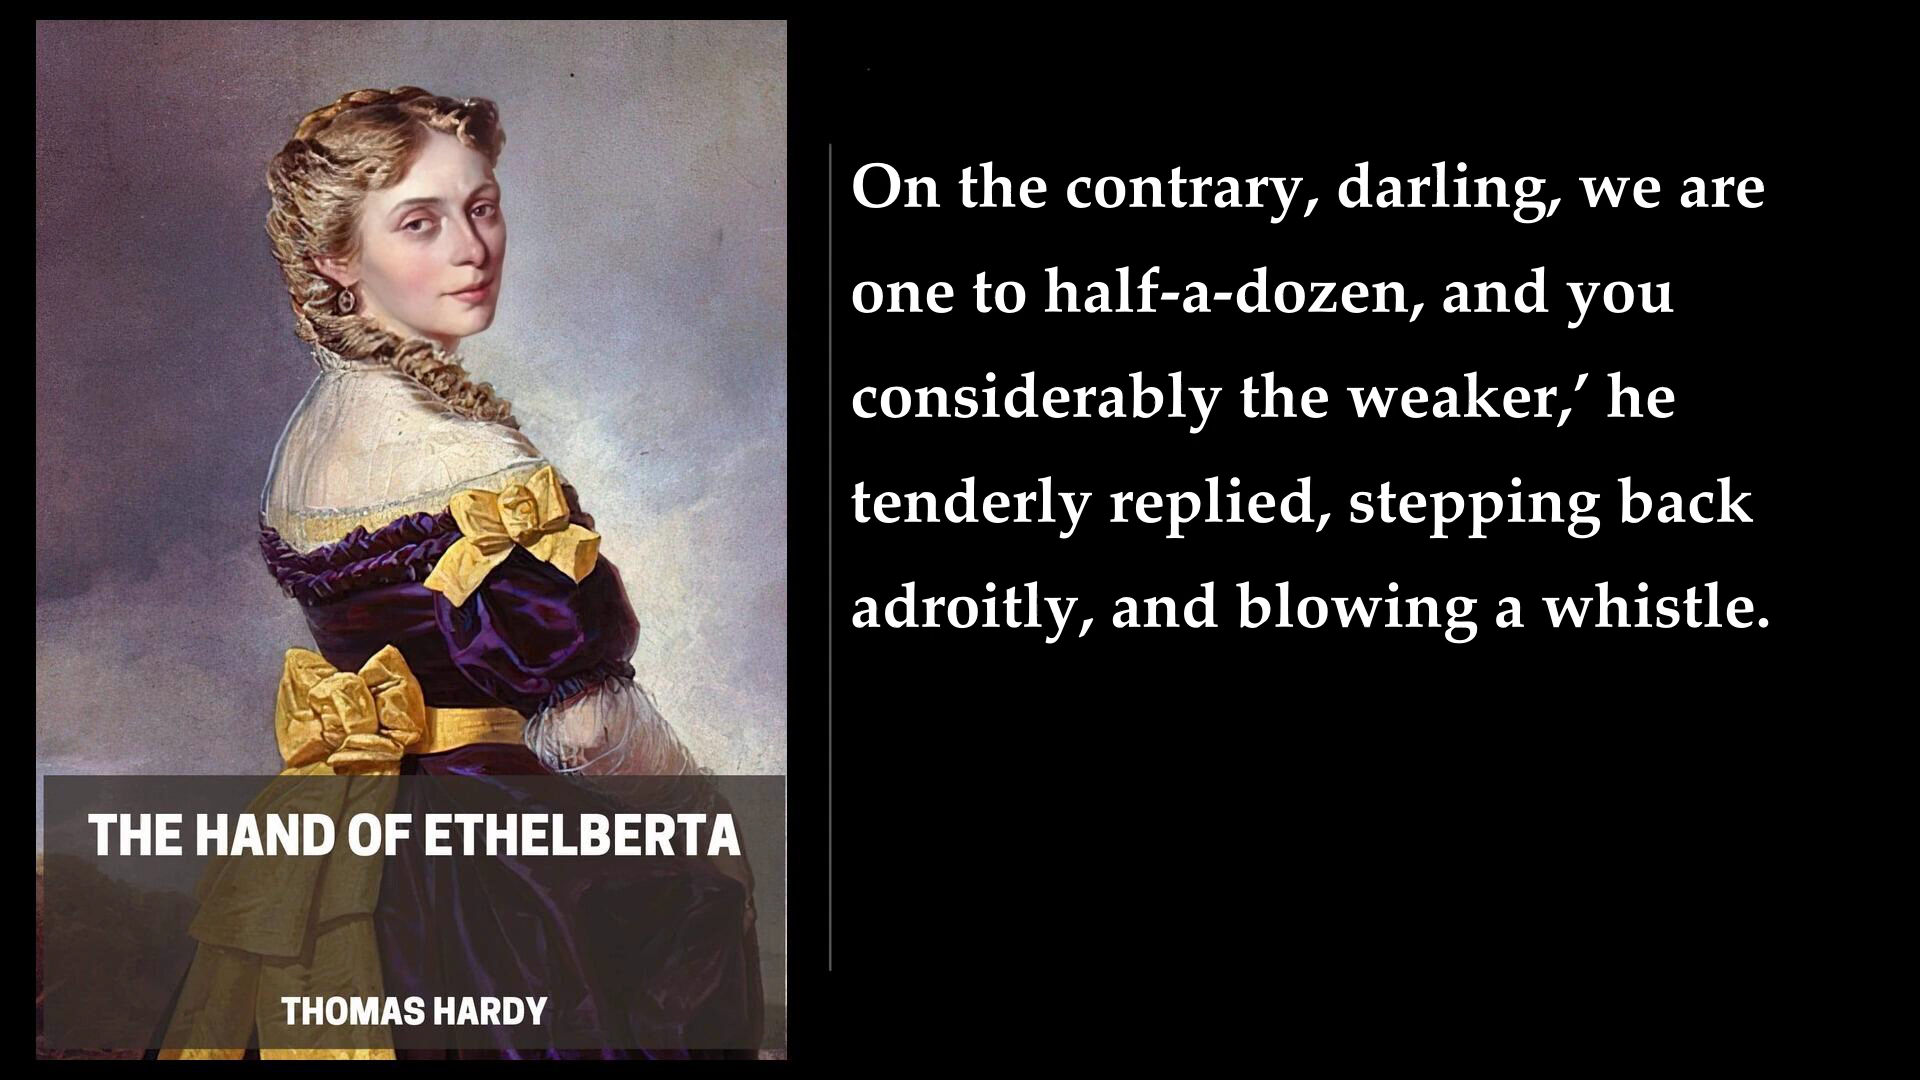 On the contrary, darling, we are
one to half-a-dozen, and you
considerably the weaker,’ he
tenderly replied, stepping back
adroitly, and blowing a whistle.
THE HAND OF ETHELBERTA
THOMAS HARDY